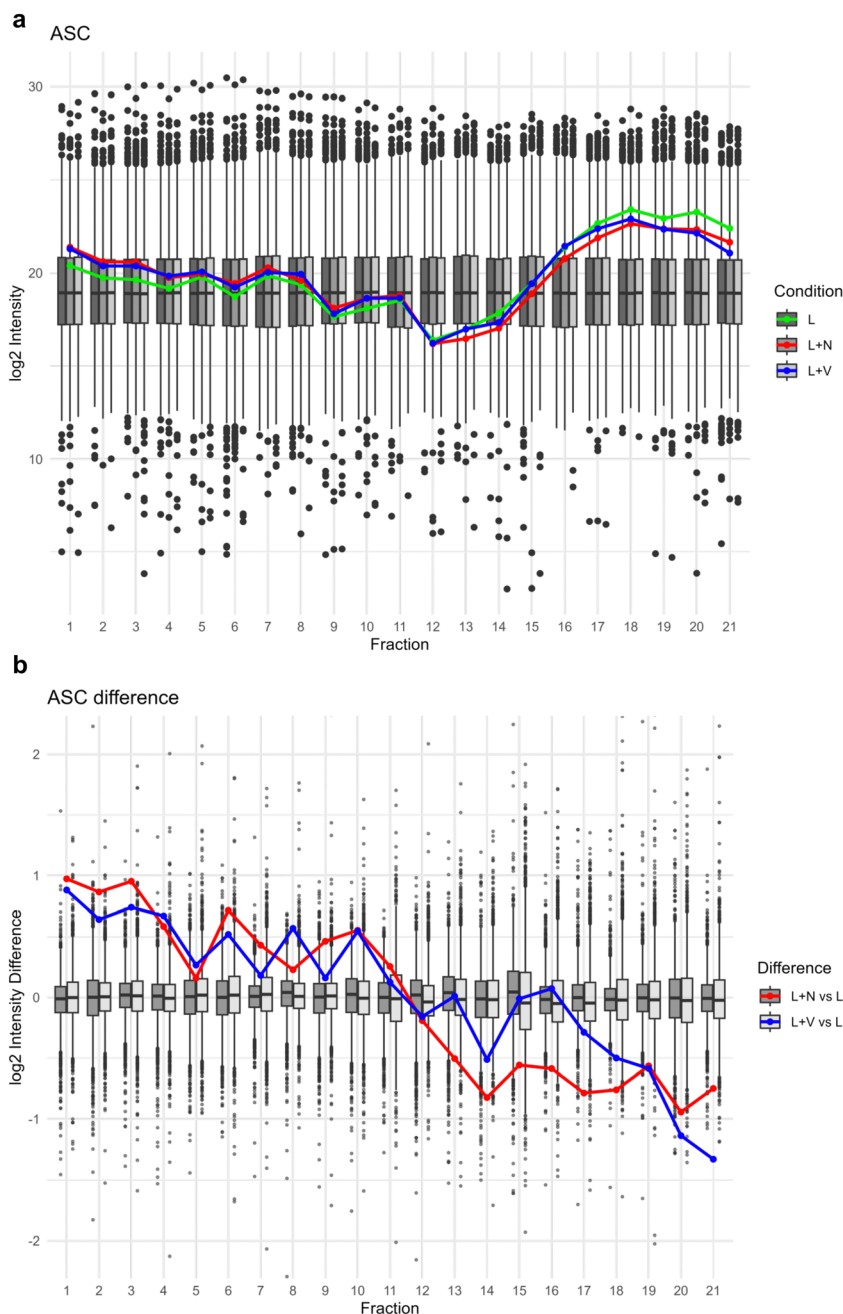 a
ASC
30
20
10
log2 Intensity
1 2 3 4 5 6 7 8 9 10 11 12 13 14 15 16 17 18 19 20 21
Fraction
Condition
L
L+N
L+V
b
ASC difference
2
1
0
-1
-2
log2 Intensity Difference
1 2 3 4 5 6 7 8 9 10 11 12 13 14 15 16 17 18 19 20 21
Fraction
Difference
L+N vs L
L+V vs L